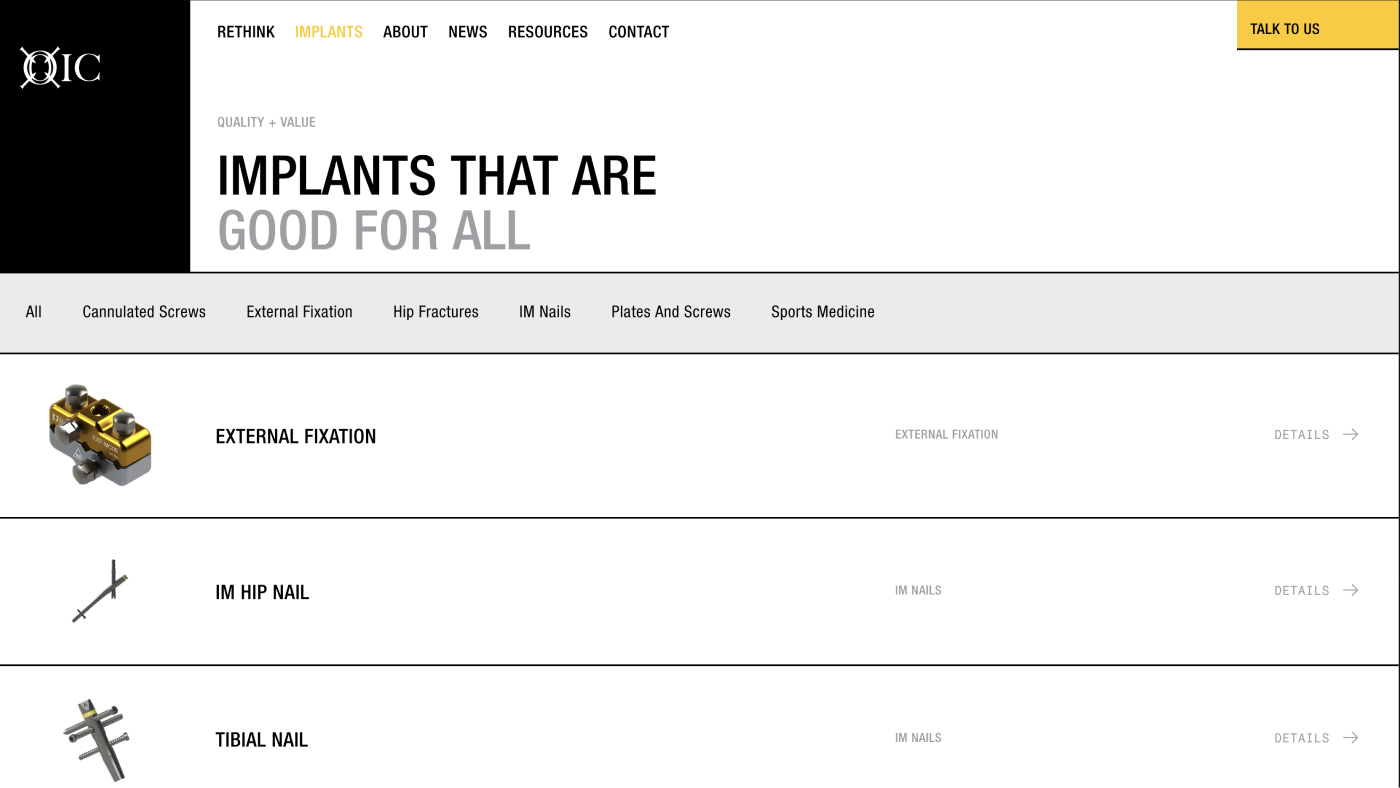 OIC
RETHINK IMPLANTS ABOUT NEWS RESOURCES CONTACT
TALK TO US
QUALITY + VALUE
IMPLANTS THAT ARE
GOOD FOR ALL
All Cannulated Screws External Fixation Hip Fractures IM Nails Plates And Screws Sports Medicine
EXTERNAL FIXATION EXTERNAL FIXATION DETAILS →
IM HIP NAIL IM NAILS DETAILS →
TIBIAL NAIL IM NAILS DETAILS →